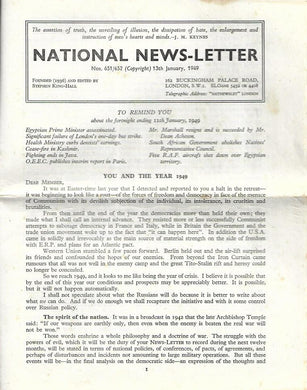 The assertion of truth, the unveiling of illusion, the dissipation of hate, the enlargement and
instruction of men's hearts and minds.—J. M. KEYNES
NATIONAL NEWS-LETTER
Nos. 651/652 (Copyright) 13th January, 1949
FOUNDED (1936) AND EDITED BY
STEPHEN KING-HALL
162 BUCKINGHAM PALACE ROAD,
LONDON, S.W.1. SLOANE
Telegraphic Address: LONDON
TO REMIND YOU
about the fortnight ending 12th January, 1949
Egyptian Prime Minister assassinated.
Significant failure of London's one-day bus strike.
Health Ministry curbs dentists' earnings.
Cease-fire in Kashmir.
Fighting ends in Java.
O.E.E.C. publishes interim report in Paris.
Mr. Marshall resigns and is succeeded by Mr.
Dean Acheson.
South African Government abolishes Natives'
Representative Council.
Five R.A.F. aircraft shot down over Egyptian
territory.
YOU AND THE YEAR 1949
DEAR MEMBER,
It was at Easter-time last year that I detected and reported to you a halt in the retreat—
it was beginning to look like a rout—of the forces of freedom and democracy in face of the menace
of Communism with its devilish subjection of the individual, its intolerance, its cruelties and
brutalities.
From then until the end of the year the democracies more than held their own; they
made what I shall call an internal advance. They resisted more or less successfully Communist
attempts to sabotage democracy in France and Italy, while in Britain the Government and the
trade union movement woke up to the fact that "it can happen here". In addition the U.S.A.
came in solidly and irrevocably as the main source of material strength on the side of freedom
with E.R.P. and plans for an Atlantic pact.
Western Union stumbled a few paces forward. Berlin held out and the air-lift surprised
its friends and confounded the hopes of our enemies. From beyond the Iron Curtain came
rumours that all was not well in the enemy camp and the great Tito-Stalin rift and heresy could
no longer be concealed.
So we reach 1949, and it looks to me like being the year of crisis. I believe it is possible that
by the end of this year our conditions and prospects may be appreciably better. It is possible,
but it will not happen automatically.
I shall not speculate about what the Russians will do because it is better to write about
what we can do. And if we do enough we shall recapture the initiative and with it some control
over Russian policy.
The spirit of the nation. It was in a broadcast in 1942 that the late Archbishop Temple
said: "If our weapons are earthly only, then even when the enemy is beaten the real war will
not be won."
Those words enshrine a whole philosophy and a doctrine of war. The struggle with the
powers of evil, which it will be the duty of your NEWS-LETTER to record during the next twelve
months, will be stated in terms of national policies, of conferences, of pacts, of agreements, and
perhaps of disturbances and incidents not amounting to large military operations. But all these
events will be—in the final analysis on the democratic side—an expression of the thoughts and
1